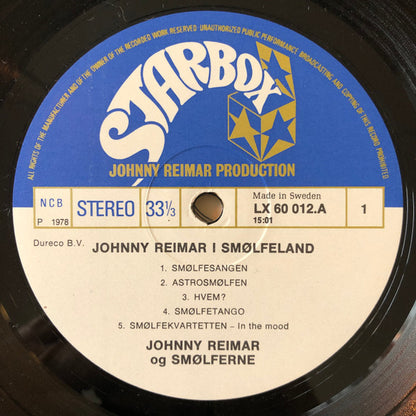 ALL RIGHTS OF THE MANUFACTURER AND OF THE OWNER OF THE RECORDED WORK RESERVED - UNAUTHORIZED PUBLIC PERFORMANCE BROADCASTING AND COPYING OF THIS RECORD PROHIBITED
STARBOX
JOHNNY REIMAR PRODUCTION
NCB
P 1978
STEREO
33⅓
Made in Sweden
LX 60 012.A
15:01
1
Dureco B.V.
JOHNNY REIMAR I SMØLFELAND
1. SMØLFESANGEN
2. ASTROSMØLFEN
3. HVEM?
4. SMØLFETANGO
5. SMØLFEKVARTETTEN – In the mood
JOHNNY REIMAR
og SMØLFERNE